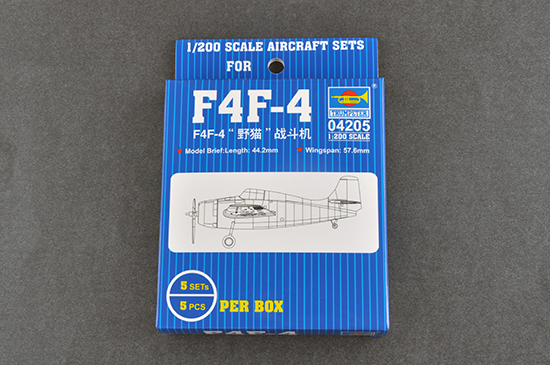 1/200 SCALE AIRCRAFT SETS
FOR
F4F-4
F4F-4 “野猫” 战斗机
TRUMPETER
04205
1:200 SCALE
Model Brief:Length: 44.2mm
Wingspan: 57.6mm
5 SETs
5 PCS
PER BOX
F4F-4